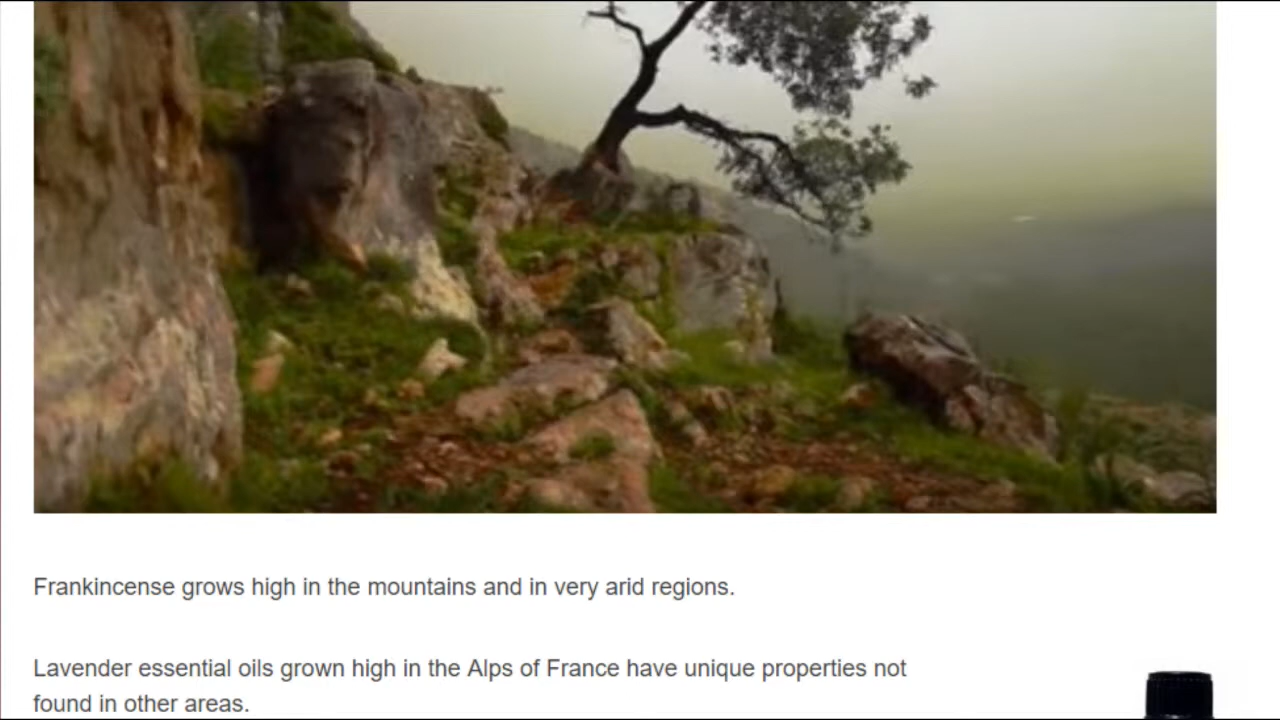 Frankincense grows high in the mountains and in very arid regions.
Lavender essential oils grown high in the Alps of France have unique properties not
found in other areas.